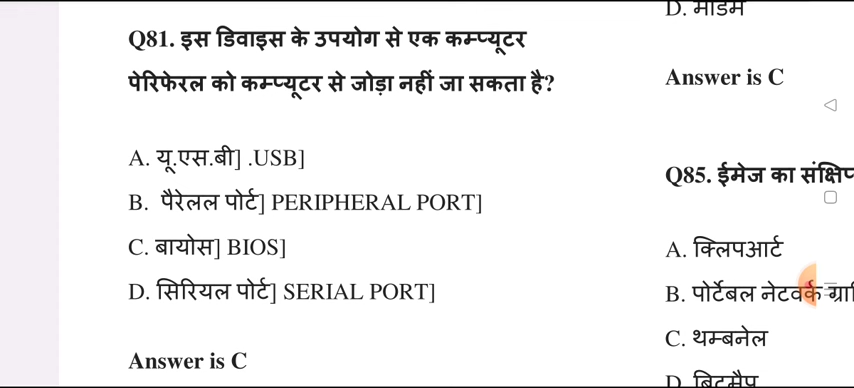 Q81. इस डिवाइस के उपयोग से एक कम्प्यूटर
पेरिफेरल को कम्प्यूटर से जोड़ा नहीं जा सकता है?
A. यू.एस.बी] .USB]
B. पैरेलल पोर्ट] PERIPHERAL PORT]
C. बायोस] BIOS]
D. सिरियल पोर्ट] SERIAL PORT]
Answer is C
D. मोडेम
Answer is C
Q85. ईमेज का
A. क्लिपआर्ट
B. पोर्टेबल नेटवर्क
C. थम्बनेल
D. बिटमैप